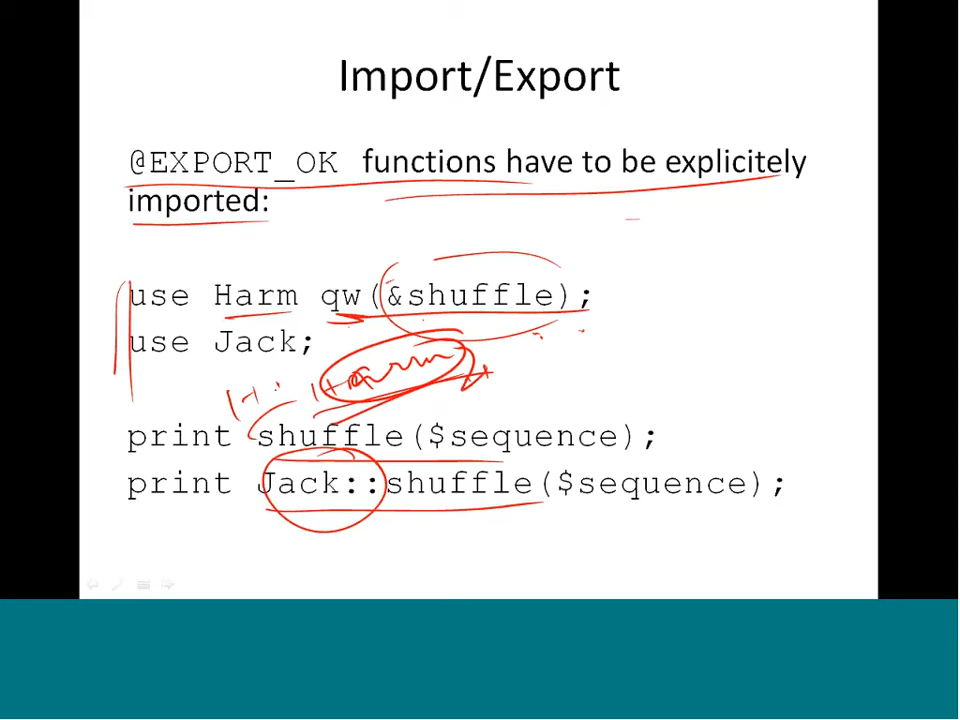 Import/Export
@EXPORT_OK functions have to be explicitely
imported:
use Harm qw(&shuffle);
use Jack;
Harm
print shuffle($sequence);
print Jack::shuffle($sequence);